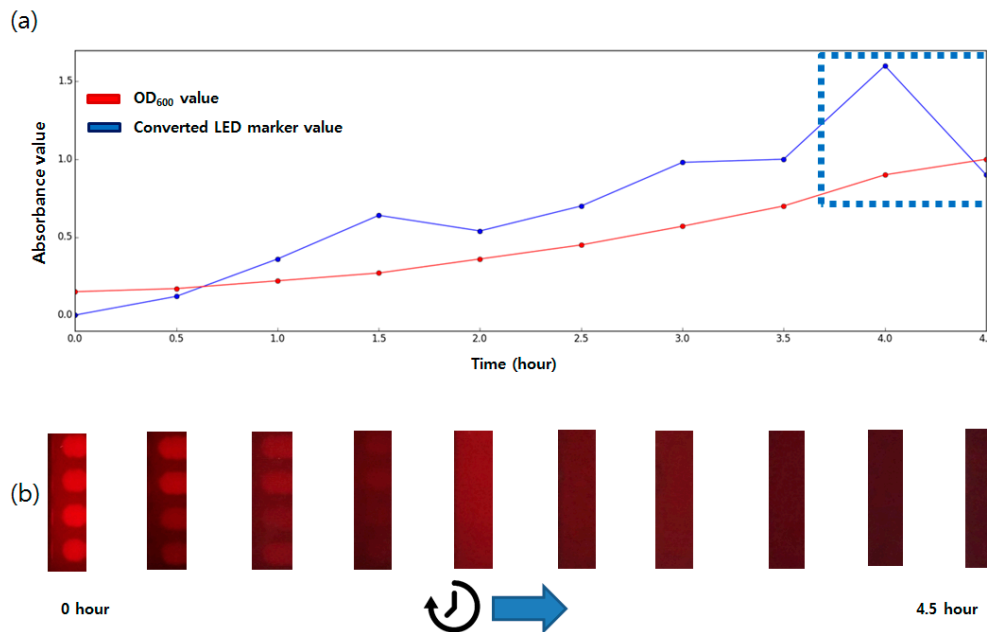 (a)
OD₆₀₀ value
Converted LED marker value
Absorbance value
1.5
1.0
0.5
0.0
0.0 0.5 1.0 1.5 2.0 2.5 3.0 3.5 4.0 4.
Time (hour)
(b)
0 hour
4.5 hour